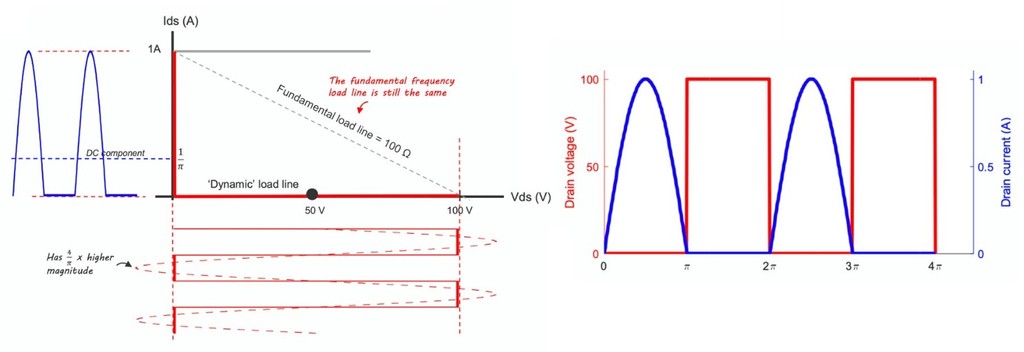 Ids (A)
1A
The fundamental frequency
load line is still the same
Fundamental load line = 100 Ω
DC component
1
π
'Dynamic' load line
Vds (V)
50 V
100 V
Has 4/π x higher
magnitude
100
50
0
Drain voltage (V)
0
π
2π
3π
4π
1
0.5
0
Drain current (A)